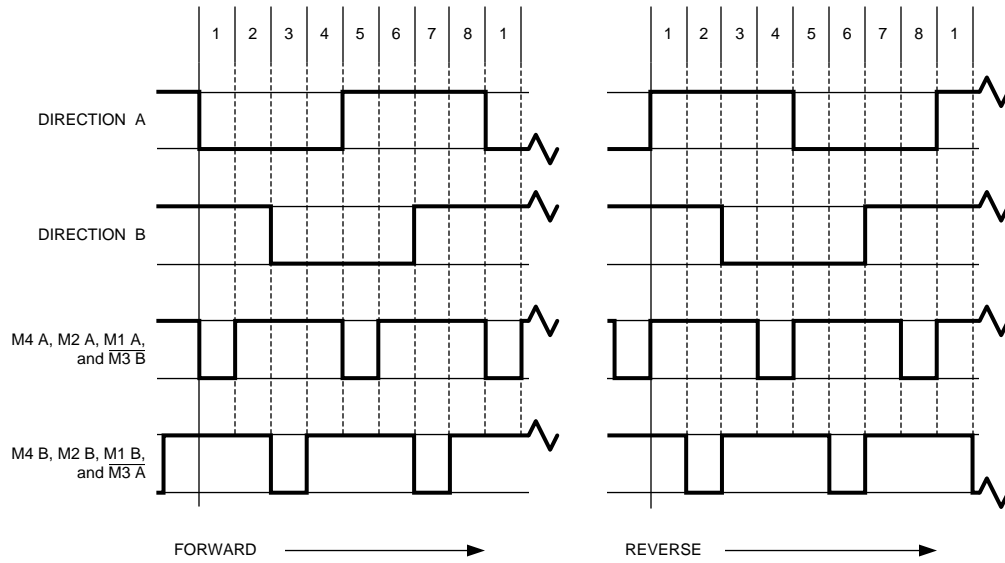 1 2 3 4 5 6 7 8 1
1 2 3 4 5 6 7 8 1
DIRECTION A
DIRECTION B
M4 A, M2 A, M1 A,
and M3 B
M4 B, M2 B, M1 B,
and M3 A
FORWARD
REVERSE